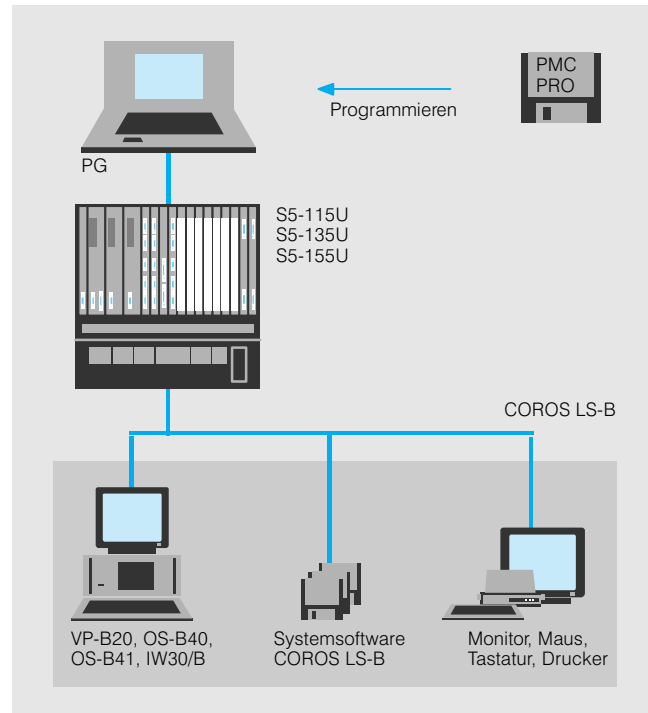 PMC
PRO
Programmieren
PG
S5-115U
S5-135U
S5-155U
COROS LS-B
VP-B20, OS-B40,
OS-B41, IW30/B
Systemsoftware
COROS LS-B
Monitor, Maus,
Tastatur, Drucker